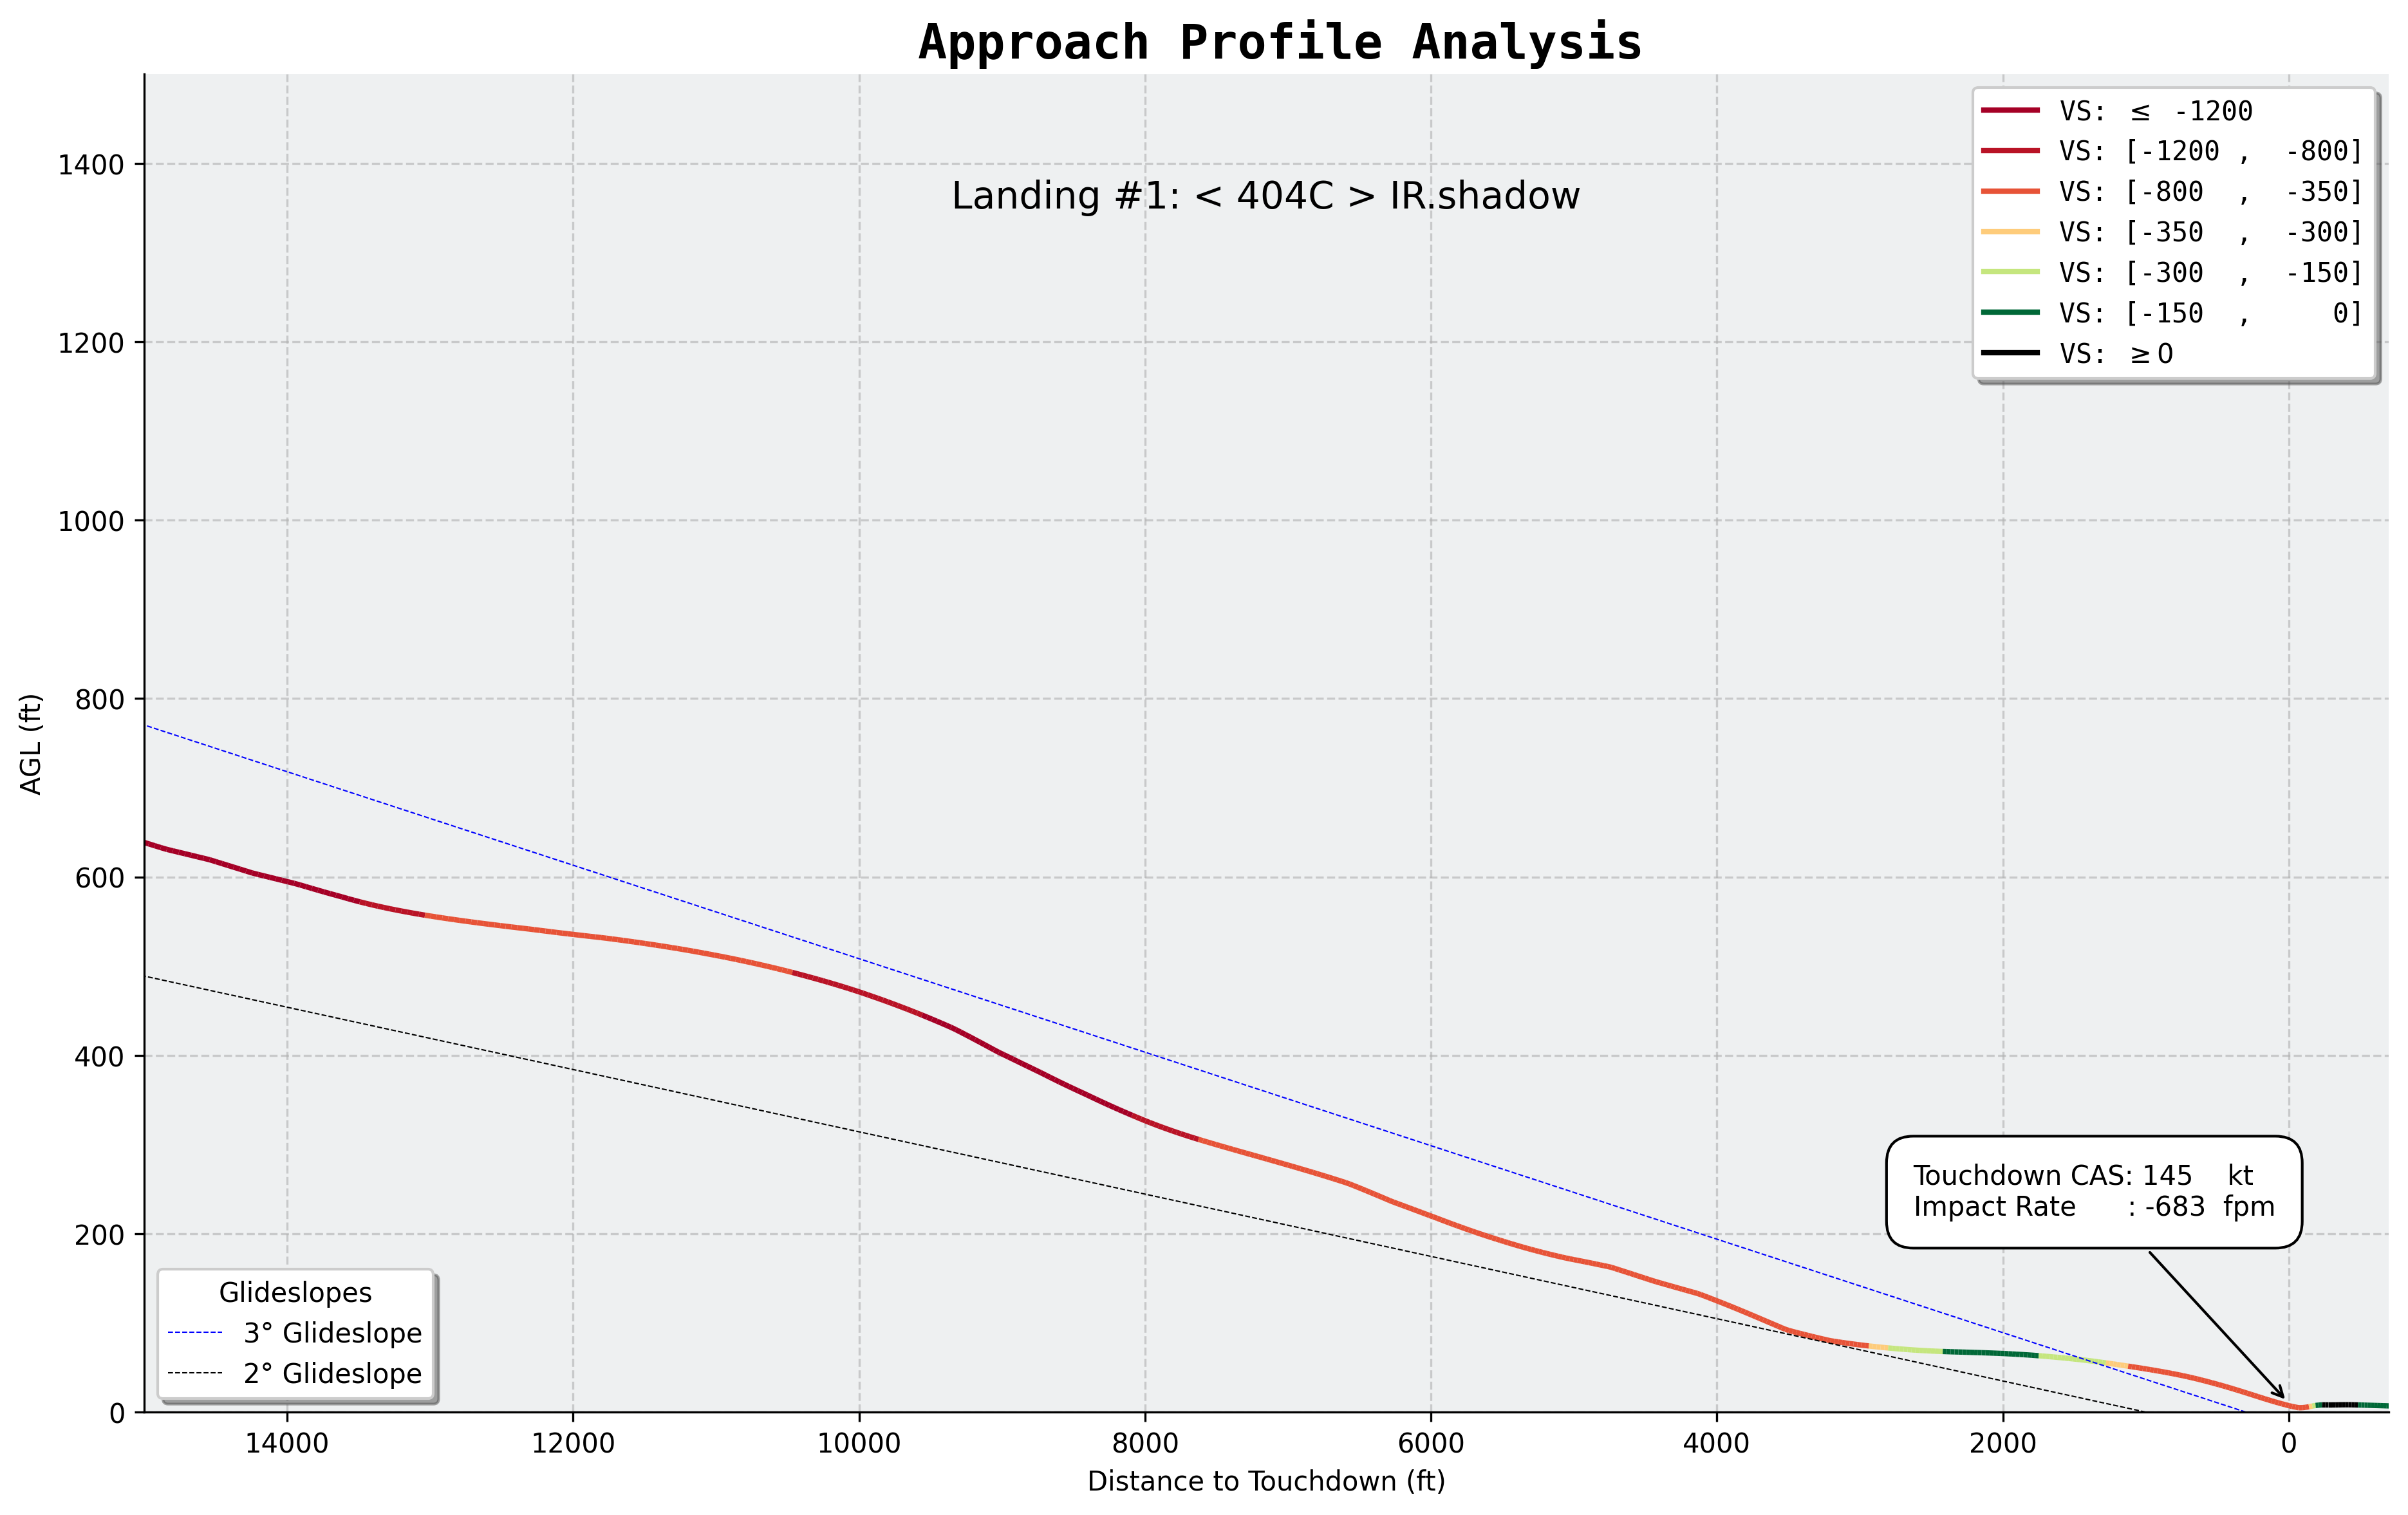 Approach Profile Analysis
Landing #1: < 404C > IR.shadow
VS: ≤ -1200
VS: [-1200 , -800]
VS: [-800 , -350]
VS: [-350 , -300]
VS: [-300 , -150]
VS: [-150 , 0]
VS: ≥0
AGL (ft)
1400
1200
1000
800
600
400
200
0
Touchdown CAS: 145 kt
Impact Rate : -683 fpm
Glideslopes
3° Glideslope
2° Glideslope
14000 12000 10000 8000 6000 4000 2000 0
Distance to Touchdown (ft)